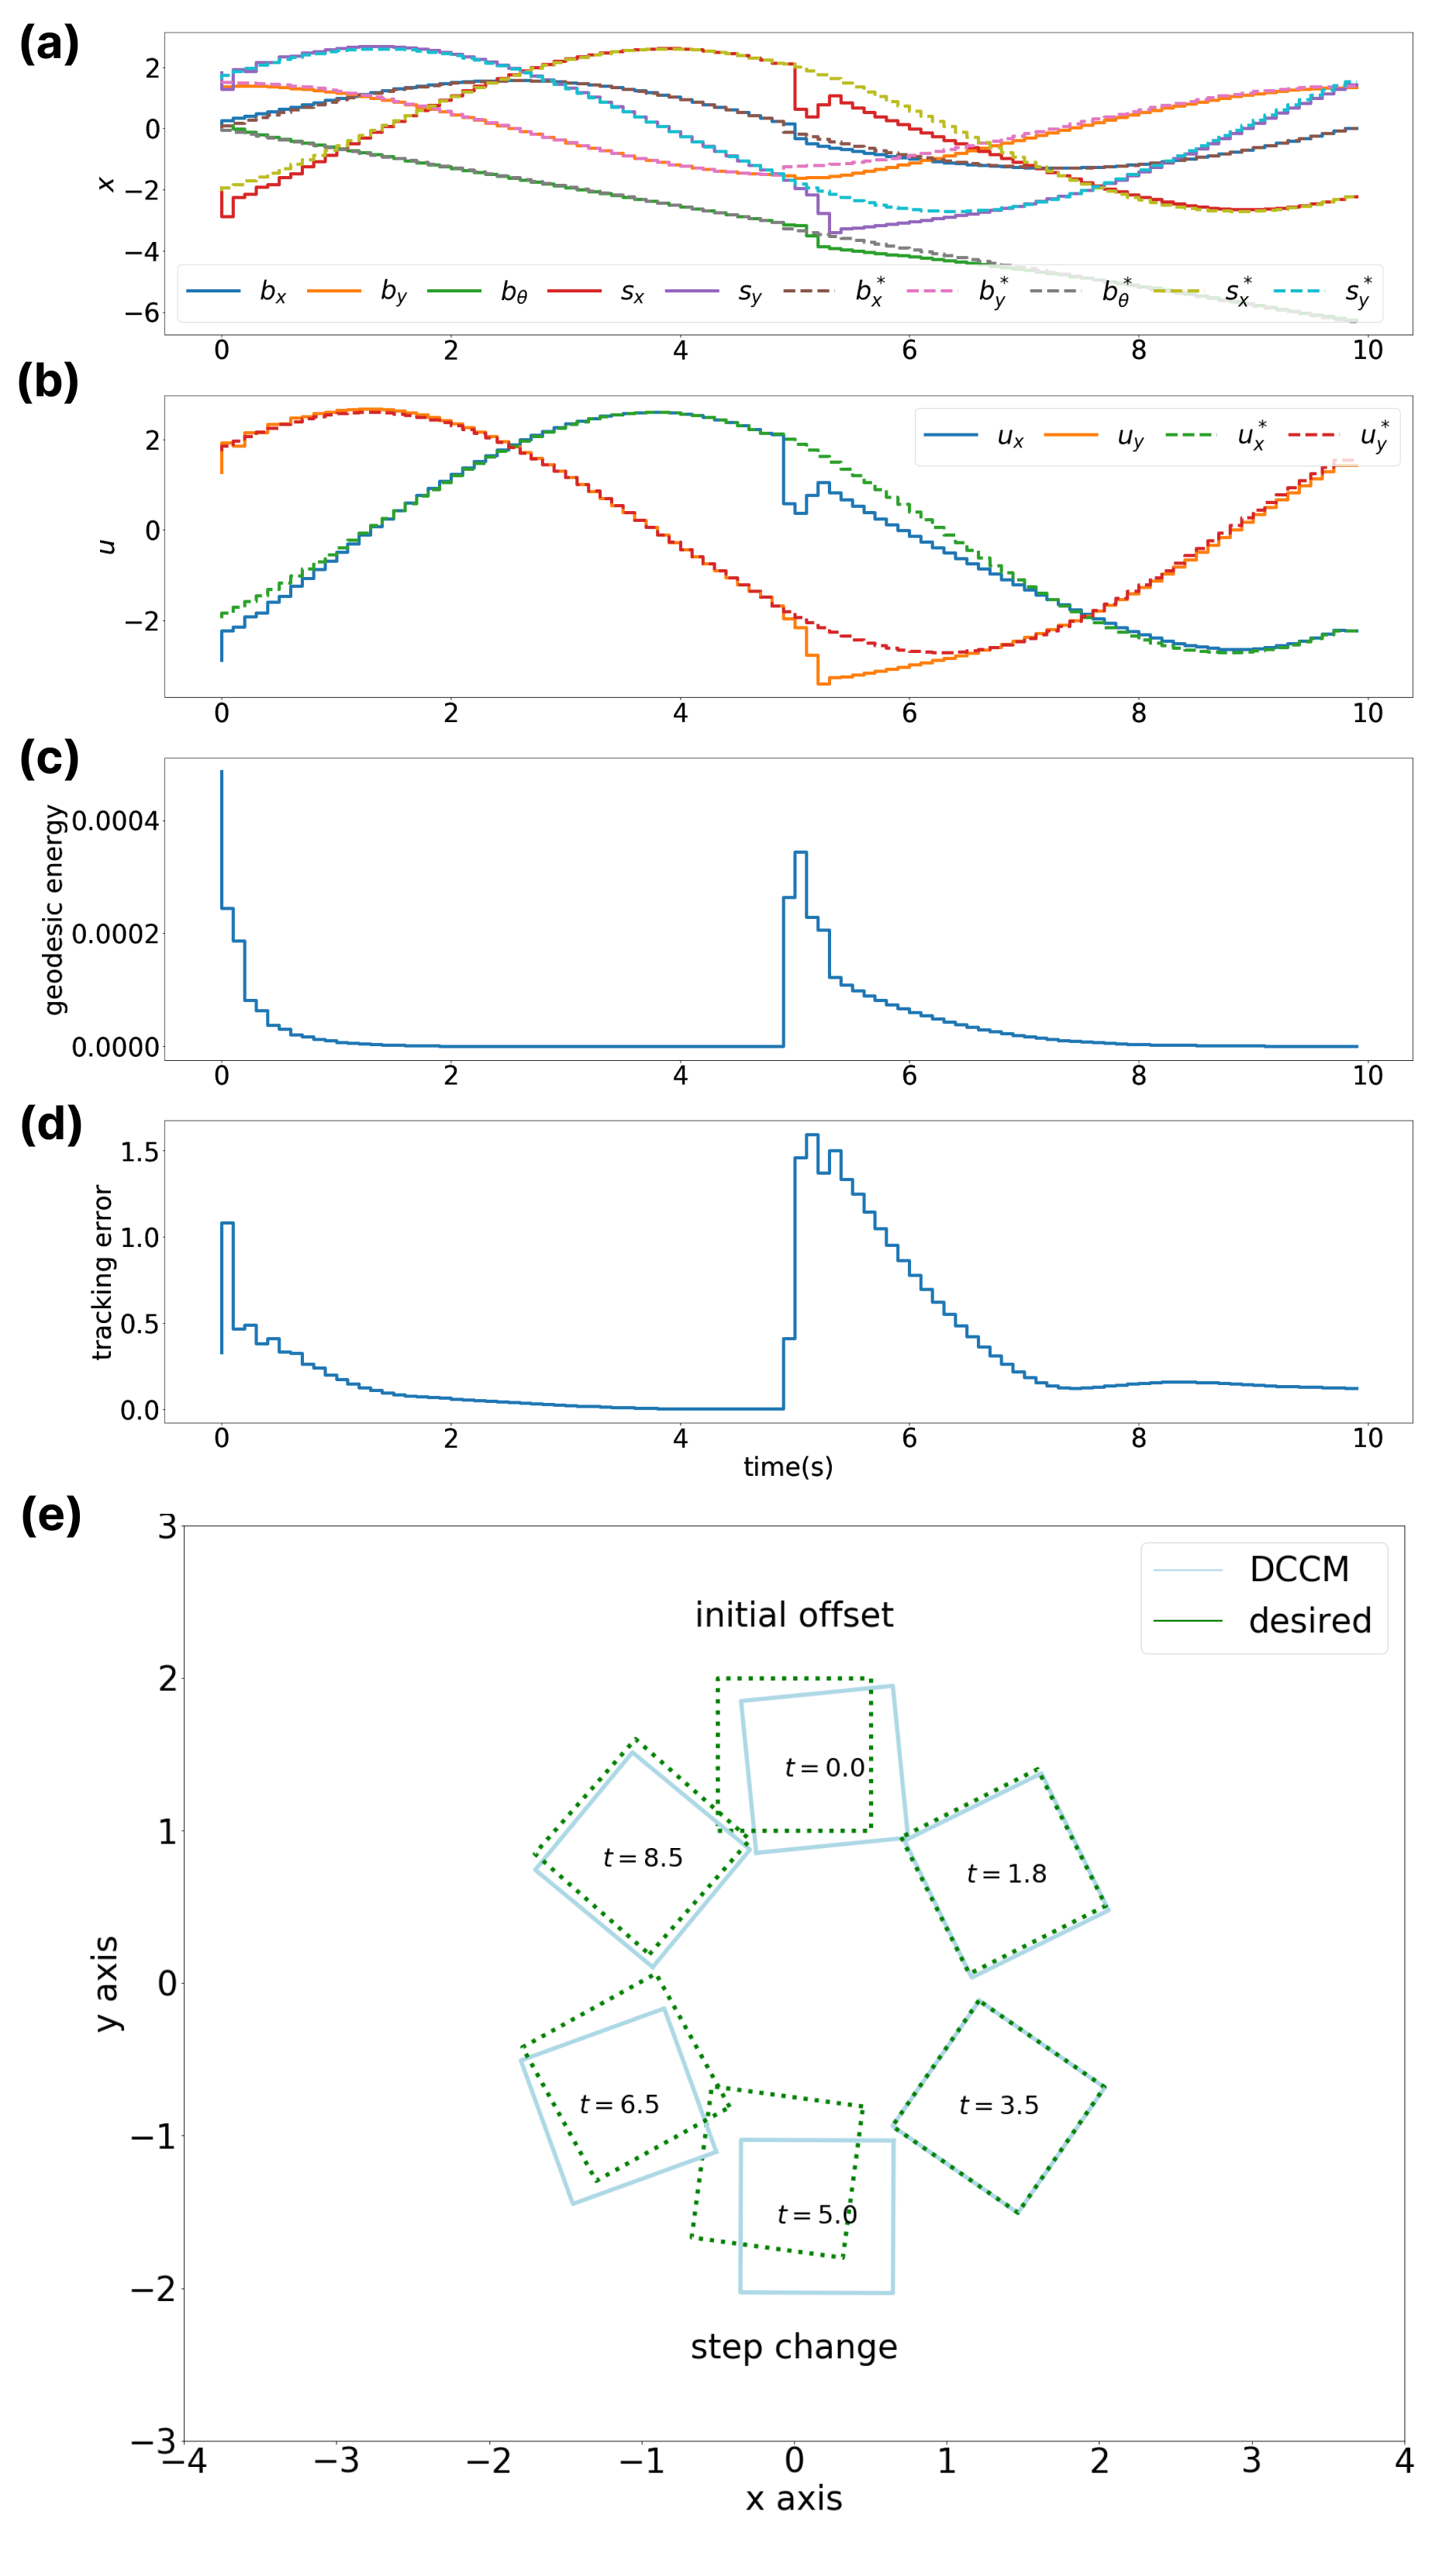 (a)
x
2
0
−2
−4
−6
b_x b_y b_θ s_x s_y b_x^* b_y^* b_θ^* s_x^* s_y^*
0 2 4 6 8 10
(b)
u
2
0
−2
u_x u_y u_x^* u_y^*
0 2 4 6 8 10
(c)
geodesic energy
0.0004
0.0002
0.0000
0 2 4 6 8 10
(d)
tracking error
1.5
1.0
0.5
0.0
0 2 4 6 8 10
time(s)
(e)
y axis
3
2
1
0
−1
−2
−3
DCCM
desired
initial offset
t = 0.0
t = 8.5
t = 1.8
t = 6.5
t = 3.5
t = 5.0
step change
−4 −3 −2 −1 0 1 2 3 4
x axis